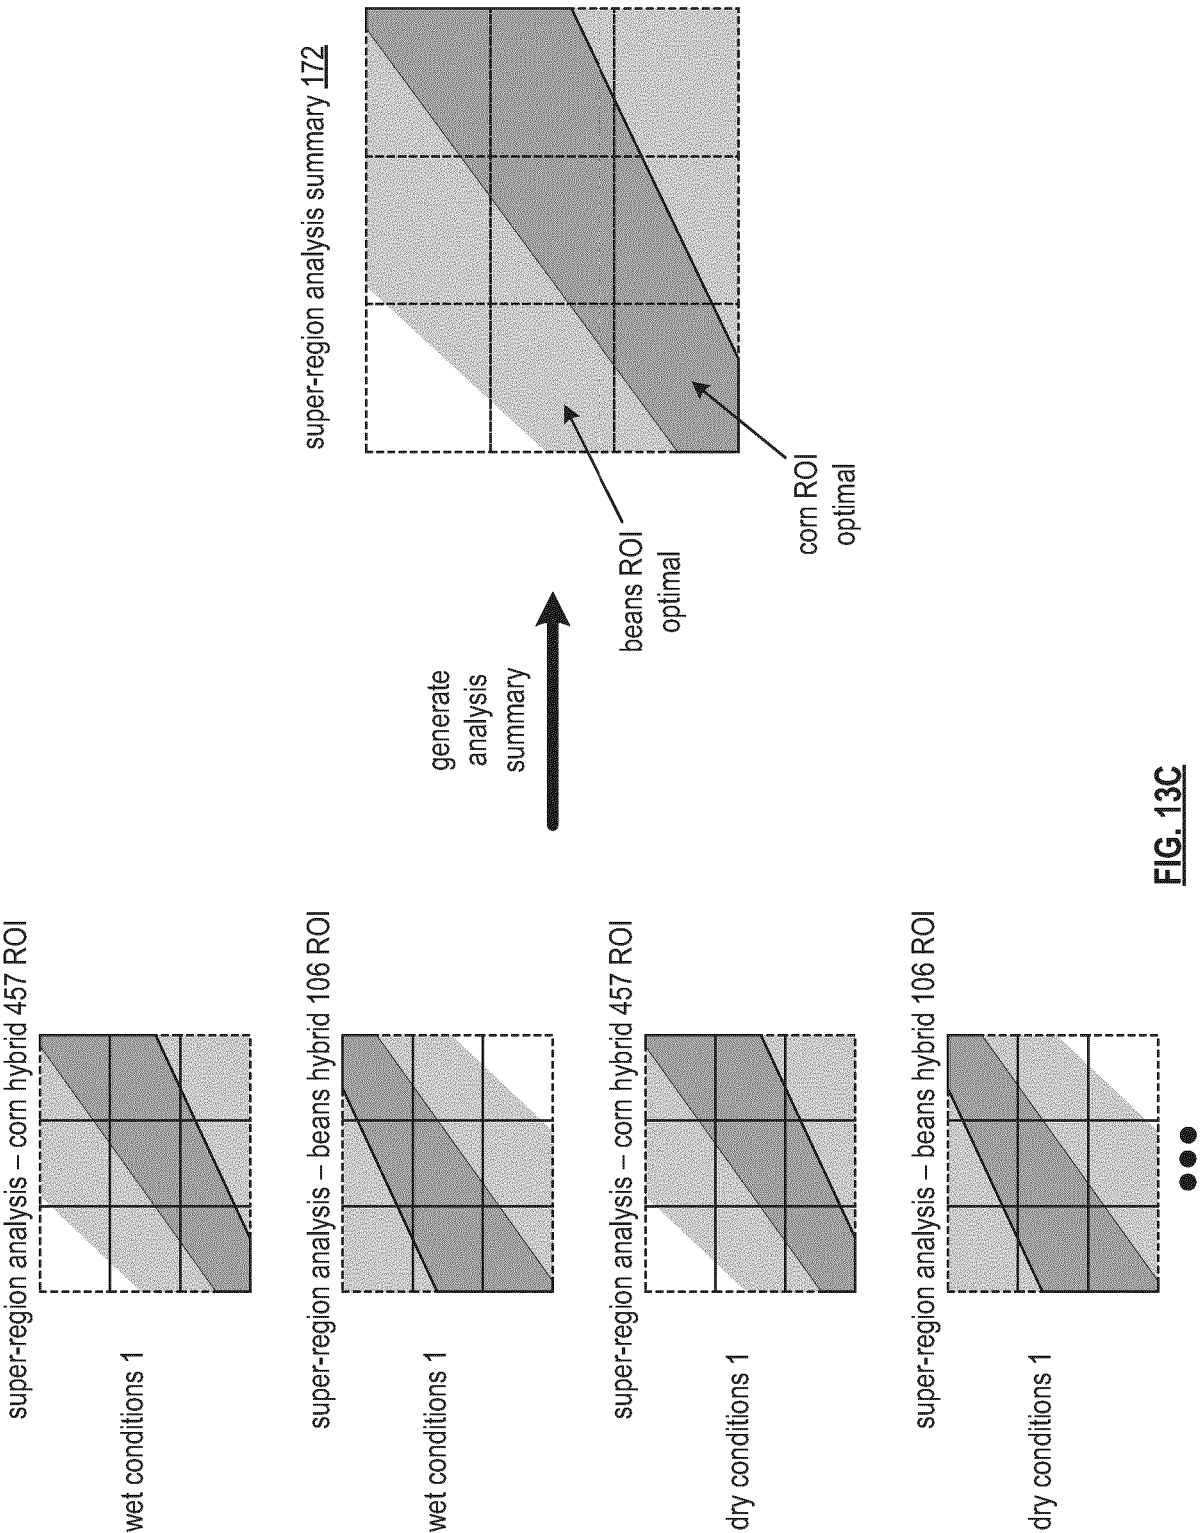 super-region analysis – corn hybrid 457 ROI
wet conditions 1
super-region analysis – beans hybrid 106 ROI
wet conditions 1
super-region analysis – corn hybrid 457 ROI
dry conditions 1
super-region analysis – beans hybrid 106 ROI
dry conditions 1
generate
analysis
summary
super-region analysis summary 172
beans ROI
optimal
corn ROI
optimal
FIG. 13C